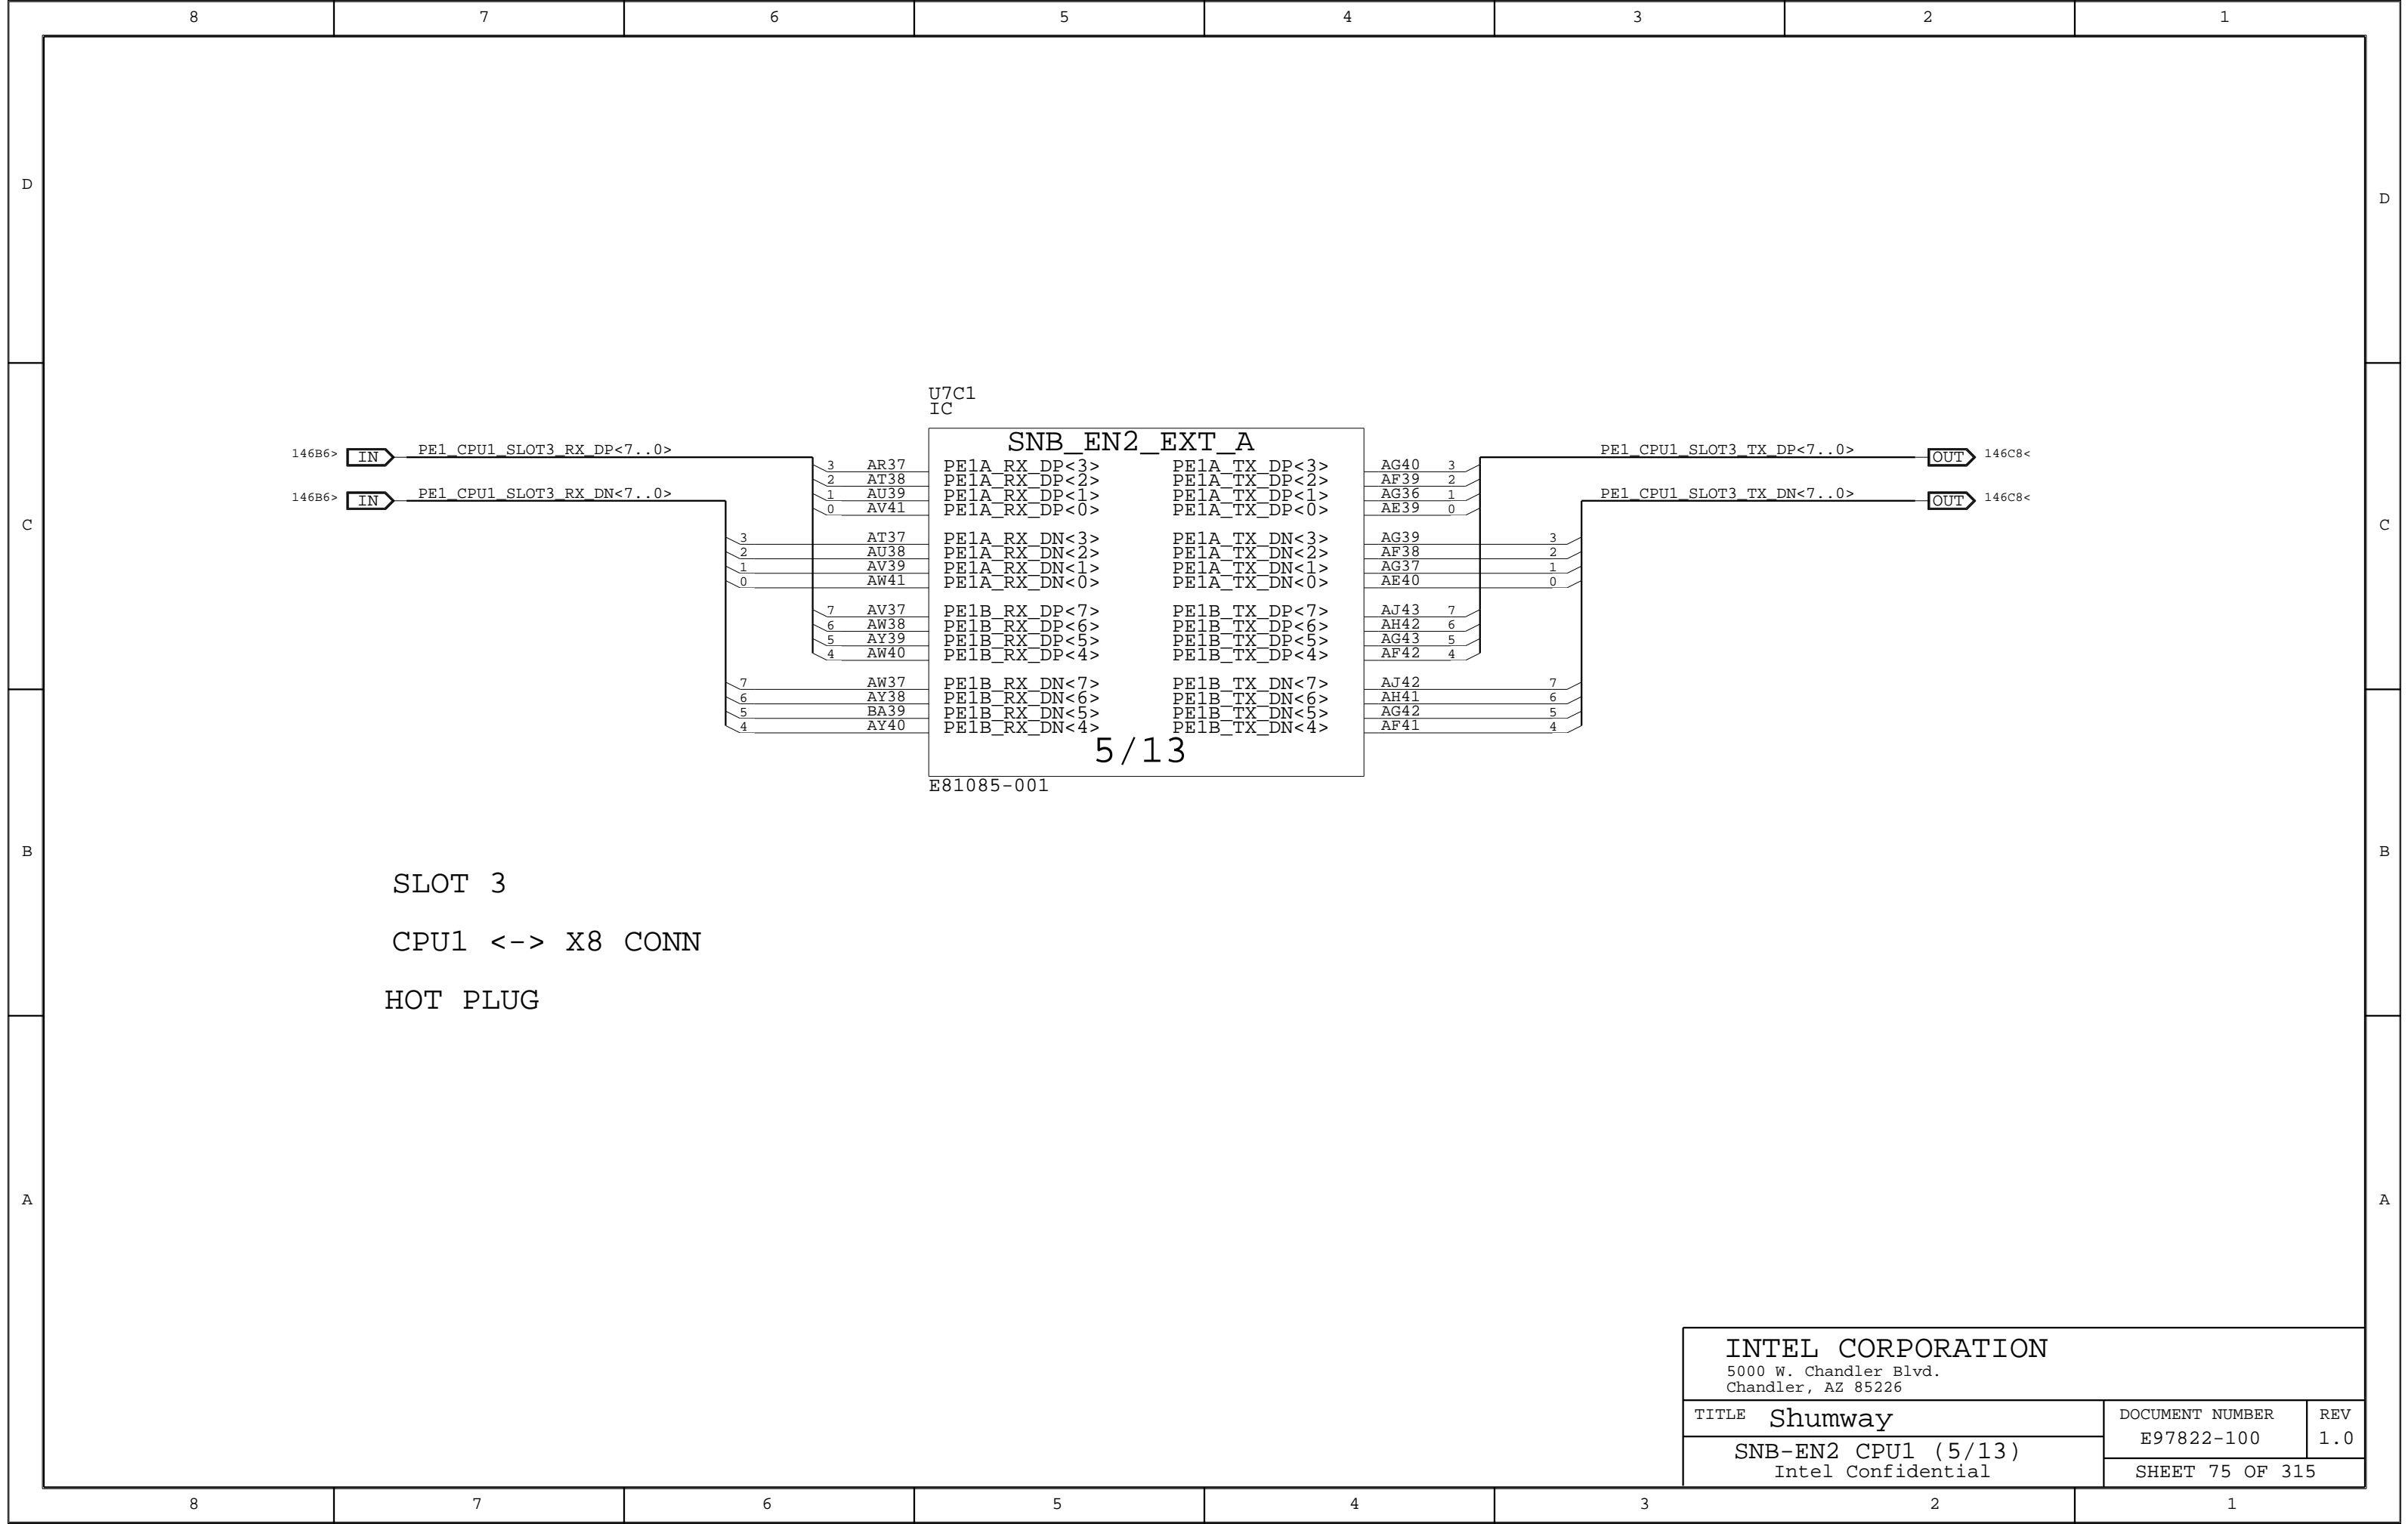 8 7 6 5 4 3 2 1
D D
U7C1
IC
SNB_EN2_EXT_A
146B6> IN PE1_CPU1_SLOT3_RX_DP<7..0>
PE1_CPU1_SLOT3_TX_DP<7..0> OUT 146C8<
3 AR37 PE1A_RX_DP<3> PE1A_TX_DP<3> AG40 3
2 AT38 PE1A_RX_DP<2> PE1A_TX_DP<2> AF39 2
1 AU39 PE1A_RX_DP<1> PE1A_TX_DP<1> AG36 1
0 AV41 PE1A_RX_DP<0> PE1A_TX_DP<0> AE39 0
146B6> IN PE1_CPU1_SLOT3_RX_DN<7..0>
PE1_CPU1_SLOT3_TX_DN<7..0> OUT 146C8<
C C
3 AT37 PE1A_RX_DN<3> PE1A_TX_DN<3> AG39 3
2 AU38 PE1A_RX_DN<2> PE1A_TX_DN<2> AF38 2
1 AV39 PE1A_RX_DN<1> PE1A_TX_DN<1> AG37 1
0 AW41 PE1A_RX_DN<0> PE1A_TX_DN<0> AE40 0
7 AV37 PE1B_RX_DP<7> PE1B_TX_DP<7> AJ43 7
6 AW38 PE1B_RX_DP<6> PE1B_TX_DP<6> AH42 6
5 AY39 PE1B_RX_DP<5> PE1B_TX_DP<5> AG43 5
4 AW40 PE1B_RX_DP<4> PE1B_TX_DP<4> AF42 4
7 AW37 PE1B_RX_DN<7> PE1B_TX_DN<7> AJ42 7
6 AY38 PE1B_RX_DN<6> PE1B_TX_DN<6> AH41 6
5 BA39 PE1B_RX_DN<5> PE1B_TX_DN<5> AG42 5
4 AY40 PE1B_RX_DN<4> PE1B_TX_DN<4> AF41 4
5/13
E81085-001
B B
SLOT 3
CPU1 <-> X8 CONN
HOT PLUG
A A
INTEL CORPORATION
5000 W. Chandler Blvd.
Chandler, AZ 85226
TITLE Shumway
DOCUMENT NUMBER REV
E97822-100 1.0
SNB-EN2 CPU1 (5/13)
Intel Confidential
SHEET 75 OF 315
8 7 6 5 4 3 2 1